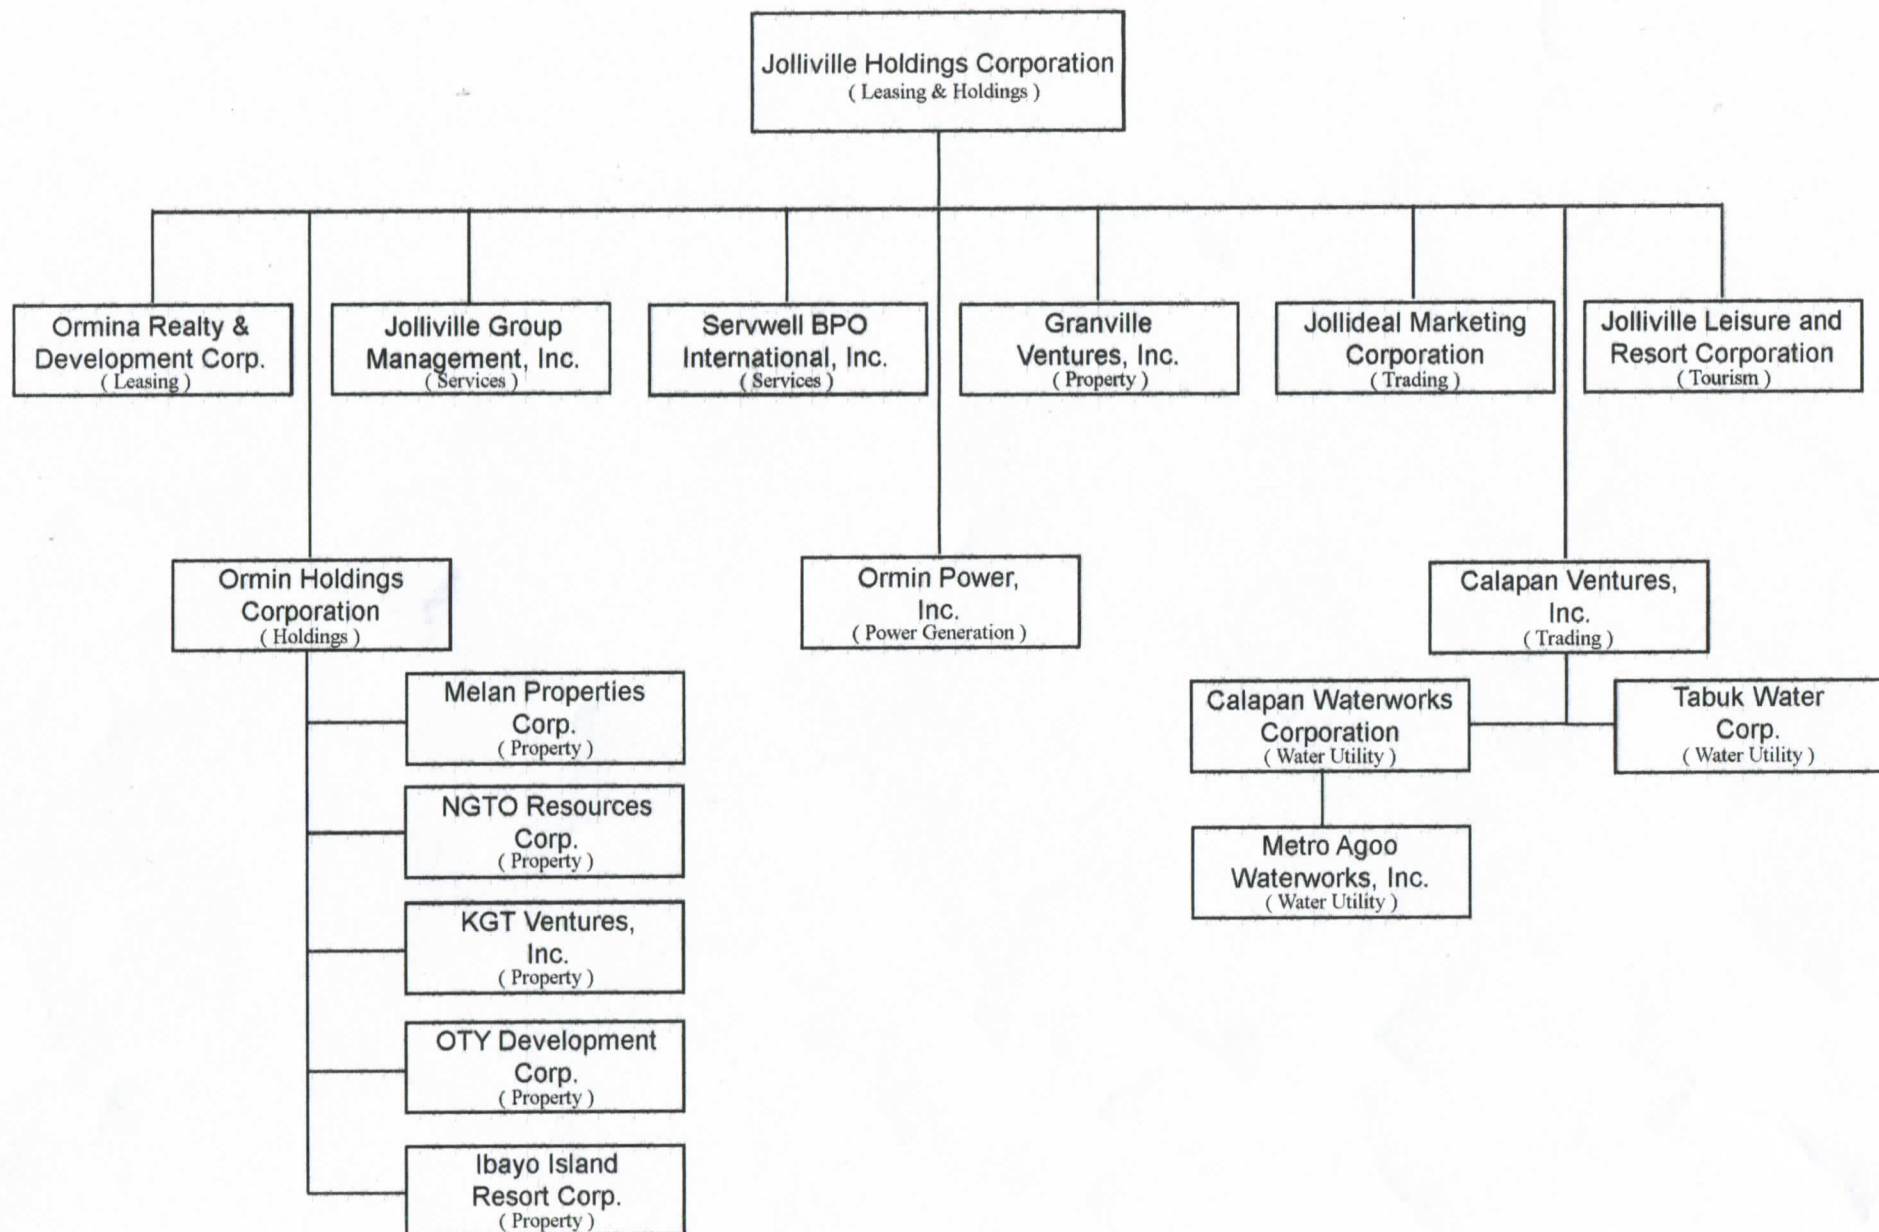 Jolliville Holdings Corporation
( Leasing & Holdings )
Ormina Realty &
Development Corp.
( Leasing )
Jolliville Group
Management, Inc.
( Services )
Servwell BPO
International, Inc.
( Services )
Granville
Ventures, Inc.
( Property )
Jollideal Marketing
Corporation
( Trading )
Jolliville Leisure and
Resort Corporation
( Tourism )
Ormin Holdings
Corporation
( Holdings )
Ormin Power,
Inc.
( Power Generation )
Calapan Ventures,
Inc.
( Trading )
Melan Properties
Corp.
( Property )
NGTO Resources
Corp.
( Property )
KGT Ventures,
Inc.
( Property )
OTY Development
Corp.
( Property )
Ibayo Island
Resort Corp.
( Property )
Calapan Waterworks
Corporation
( Water Utility )
Tabuk Water
Corp.
( Water Utility )
Metro Agoo
Waterworks, Inc.
( Water Utility )